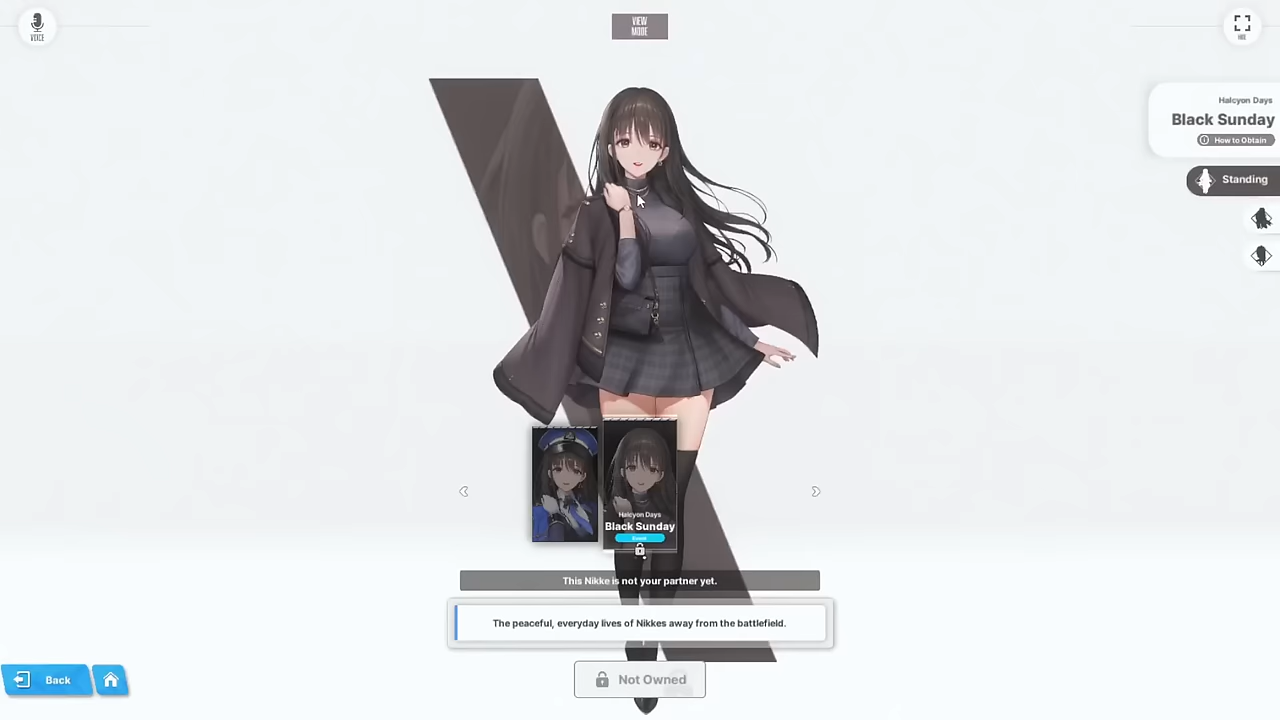 VOICE
VIEW
MODE
Halcyon Days
Black Sunday
How to Obtain
Standing
Halcyon Days
Black Sunday
This Nikke is not your partner yet.
The peaceful, everyday lives of Nikkes away from the battlefield.
Back
Not Owned